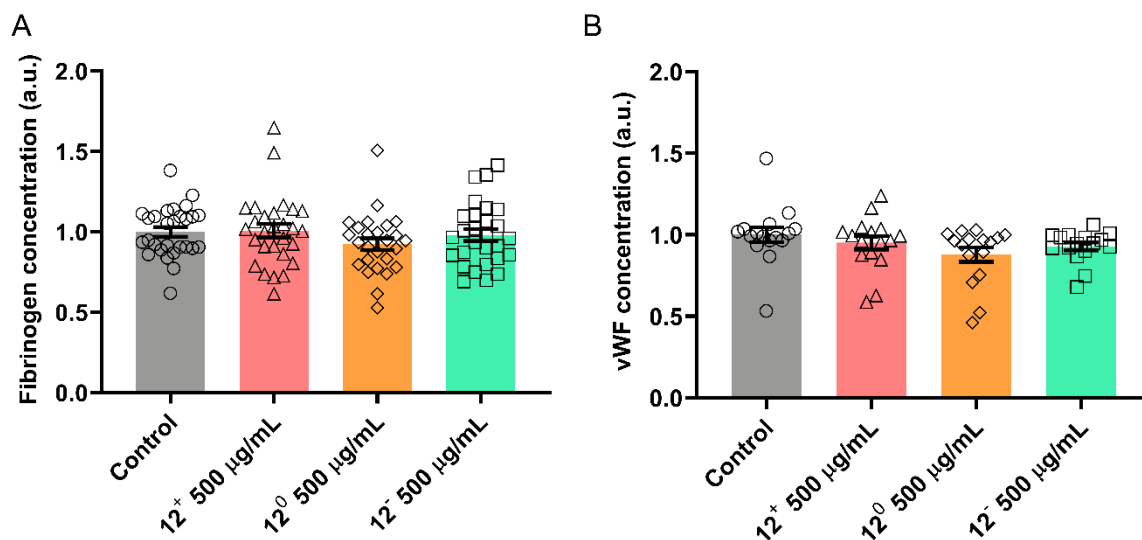 A
Fibrinogen concentration (a.u.)
2.0
1.5
1.0
0.5
0.0
Control
12⁺ 500 µg/mL
12⁰ 500 µg/mL
12⁻ 500 µg/mL
B
vWF concentration (a.u.)
2.0
1.5
1.0
0.5
0.0
Control
12⁺ 500 µg/mL
12⁰ 500 µg/mL
12⁻ 500 µg/mL